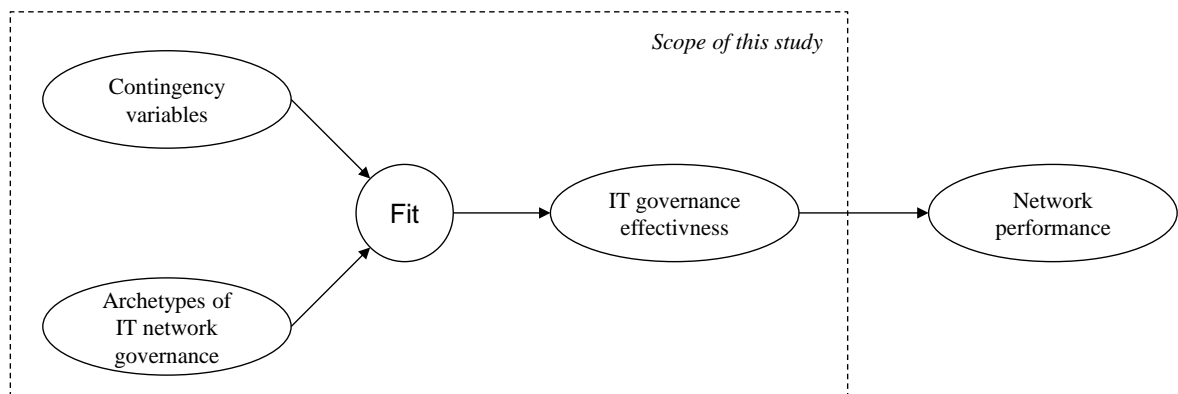 Scope of this study
Contingency
variables
Fit
IT governance
effectivness
Network
performance
Archetypes of
IT network
governance